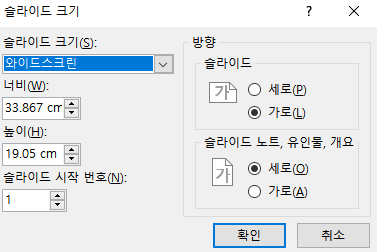 슬라이드 크기
? ×
슬라이드 크기(S):
와이드스크린
너비(W):
33.867 cm
높이(H):
19.05 cm
슬라이드 시작 번호(N):
1
방향
슬라이드
가
세로(P)
가로(L)
슬라이드 노트, 유인물, 개요
가
세로(O)
가로(A)
확인
취소